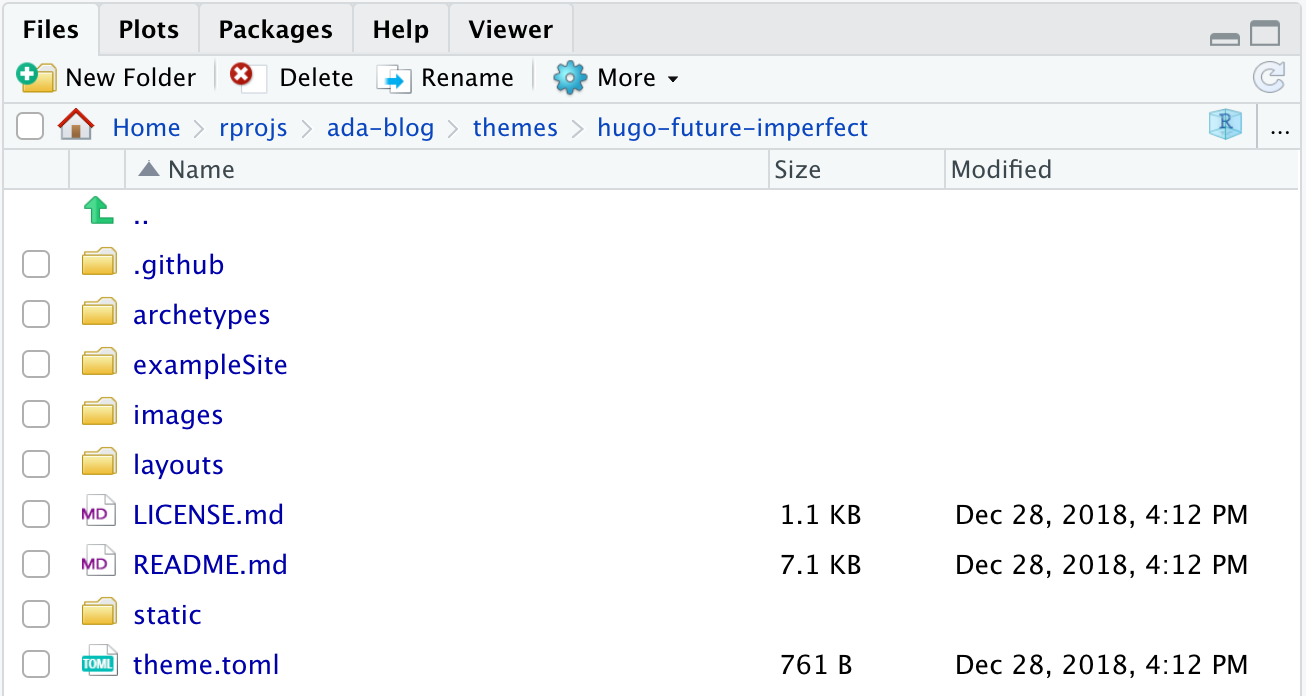 Files Plots Packages Help Viewer
New Folder Delete Rename More
Home rprojs ada-blog themes hugo-future-imperfect R ...
Name Size Modified
..
.github
archetypes
exampleSite
images
layouts
MD LICENSE.md 1.1 KB Dec 28, 2018, 4:12 PM
MD README.md 7.1 KB Dec 28, 2018, 4:12 PM
static
TOML theme.toml 761 B Dec 28, 2018, 4:12 PM